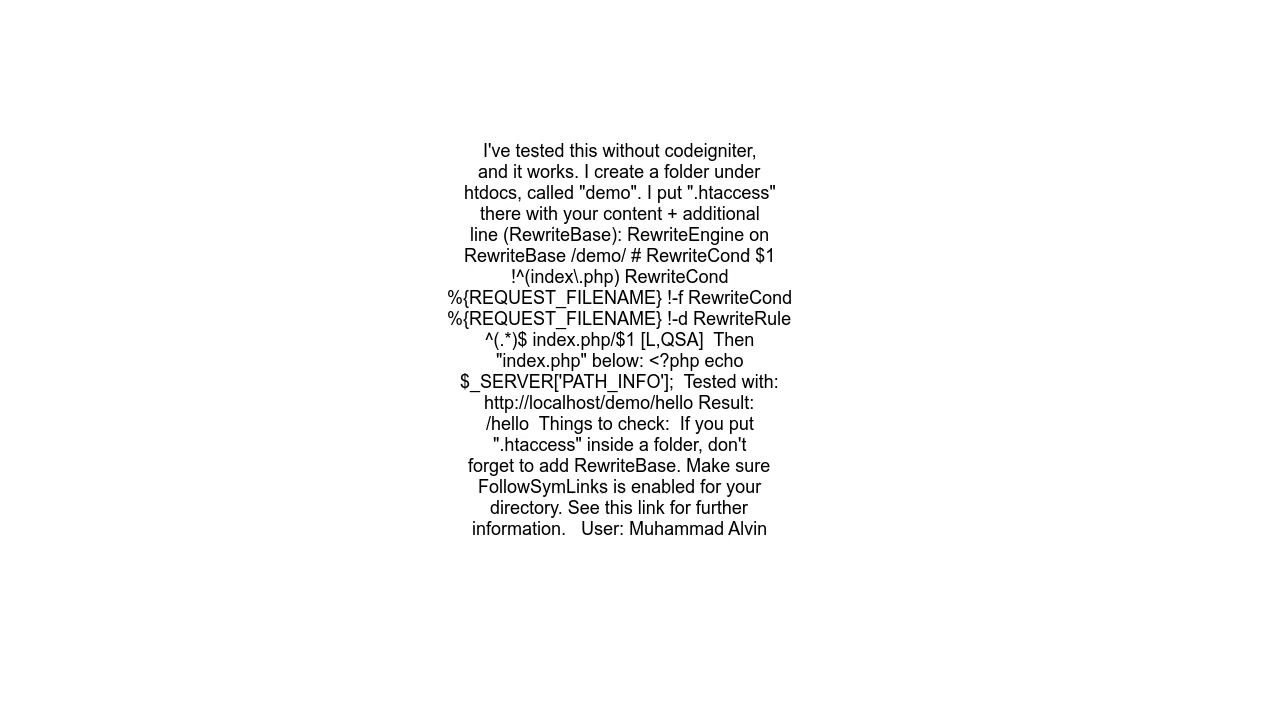 I've tested this without codeigniter,
and it works. I create a folder under
htdocs, called "demo". I put ".htaccess"
there with your content + additional
line (RewriteBase): RewriteEngine on
RewriteBase /demo/ # RewriteCond $1
!^(index\.php) RewriteCond
%{REQUEST_FILENAME} !-f RewriteCond
%{REQUEST_FILENAME} !-d RewriteRule
^(.*)$ index.php/$1 [L,QSA]  Then
"index.php" below: <?php echo
$_SERVER['PATH_INFO'];  Tested with:
http://localhost/demo/hello Result:
/hello  Things to check:  If you put
".htaccess" inside a folder, don't
forget to add RewriteBase. Make sure
FollowSymLinks is enabled for your
directory. See this link for further
information.   User: Muhammad Alvin